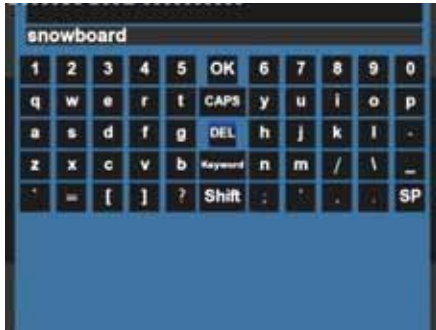 snowboard
1 2 3 4 5 OK 6 7 8 9 0
q w e r t CAPS y u i o p
a s d f g DEL h j k l -
z x c v b Keyword n m / \ _
` = [ ] ? Shift ; ' , . SP